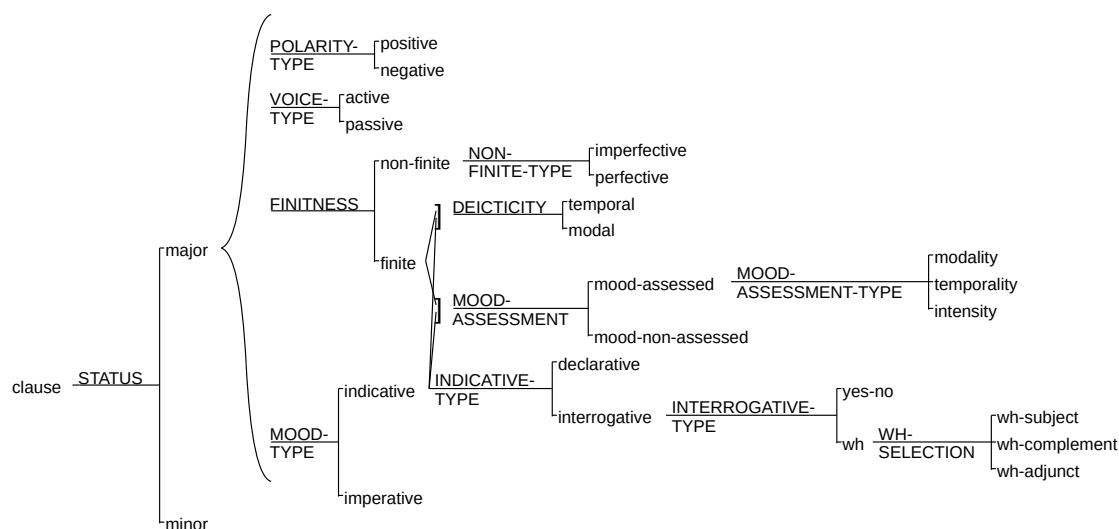 POLARITY-
TYPE
positive
negative
VOICE-
TYPE
active
passive
FINITNESS
non-finite
NON-
FINITE-TYPE
imperfective
perfective
finite
DEICTICITY
temporal
modal
MOOD-
ASSESSMENT
mood-assessed
MOOD-
ASSESSMENT-TYPE
modality
temporality
intensity
mood-non-assessed
clause
STATUS
major
minor
MOOD-
TYPE
indicative
INDICATIVE-
TYPE
declarative
interrogative
INTERROGATIVE-
TYPE
yes-no
wh
WH-
SELECTION
wh-subject
wh-complement
wh-adjunct
imperative